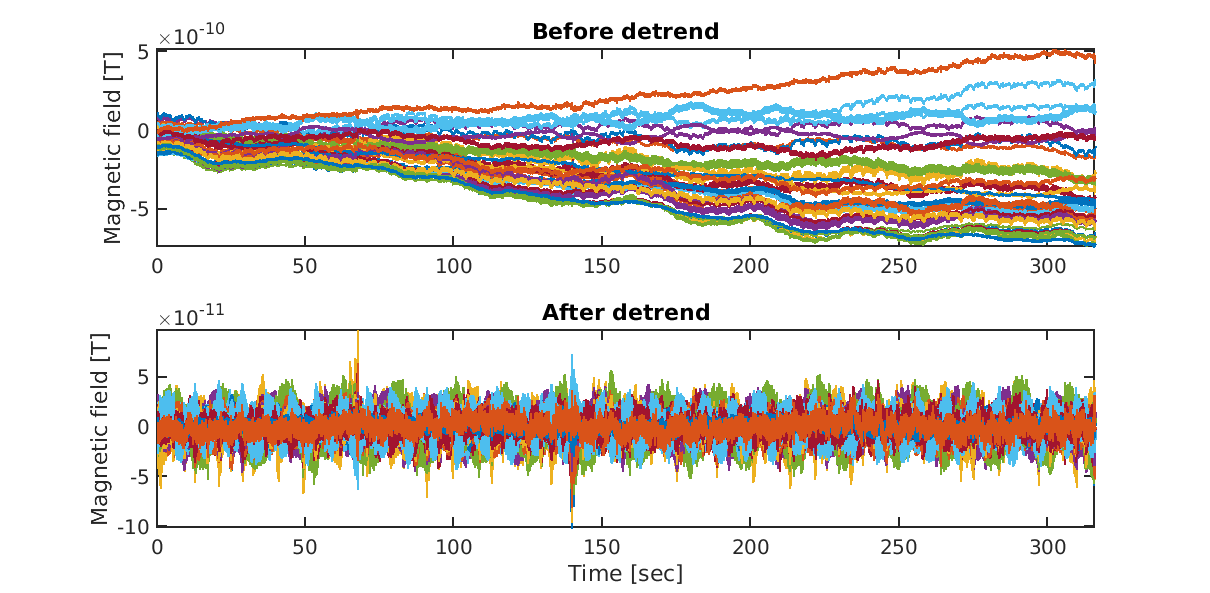 Before detrend
×10⁻¹⁰
Magnetic field [T]
5
0
-5
0 50 100 150 200 250 300
After detrend
×10⁻¹¹
Magnetic field [T]
5
0
-5
-10
0 50 100 150 200 250 300
Time [sec]